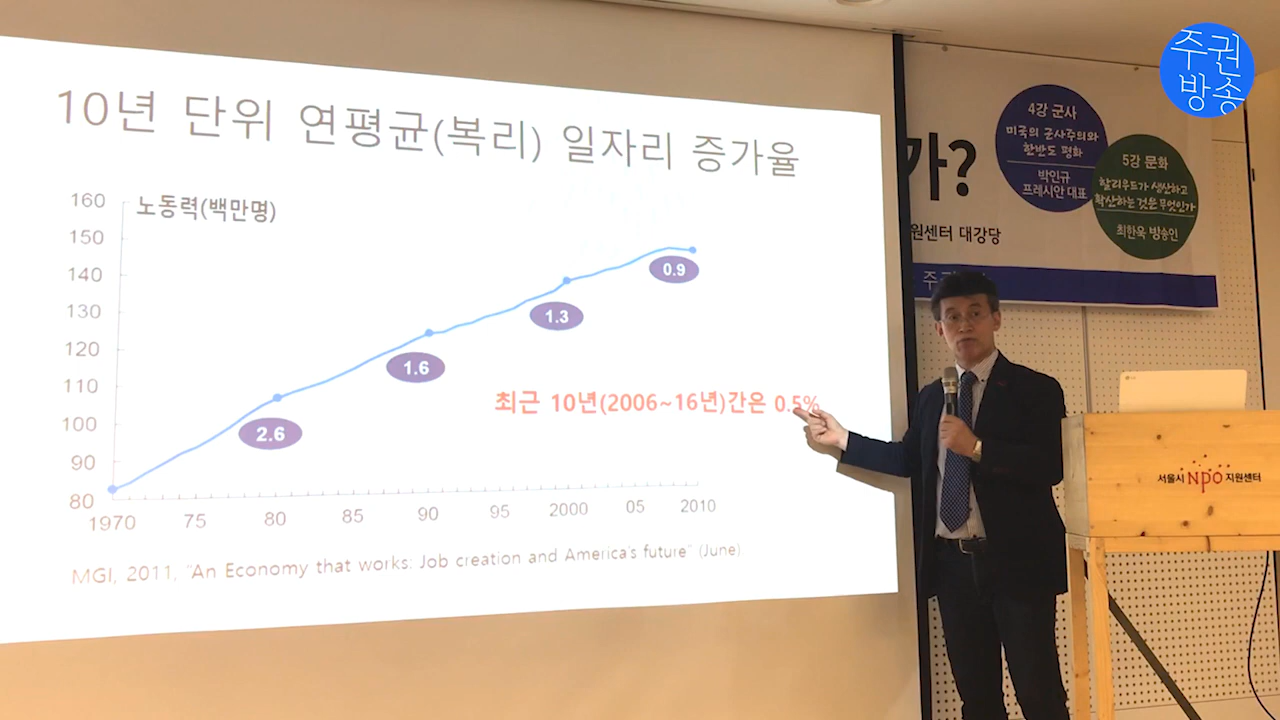 10년 단위 연평균(복리) 일자리 증가율
노동력(백만명)
160
150
140
130
120
110
100
90
80
2.6
1.6
1.3
0.9
최근 10년(2006~16년)간은 0.5%
1970 75 80 85 90 95 2000 05 2010
MGI, 2011, “An Economy that works: Job creation and America's future” (June)
가?
원센터 대강당
4강 군사
미국의 군사주의와
한반도 평화
박인규
프레시안 대표
5강 문화
할리우드가 생산하고
확산하는 것은 무엇인가
최한욱 방송인
주권
방송
서울시 npo 지원센터